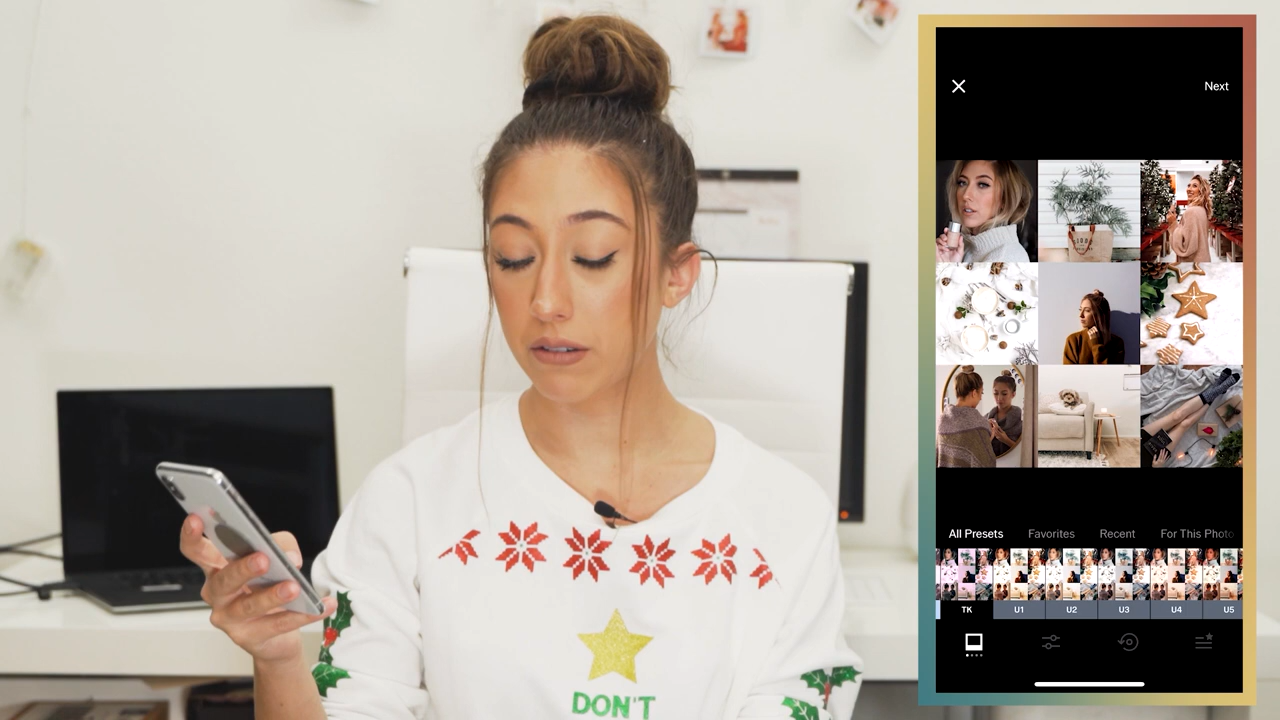 Next
All Presets Favorites Recent For This Photo
TK U1 U2 U3 U4 U5
DON'T